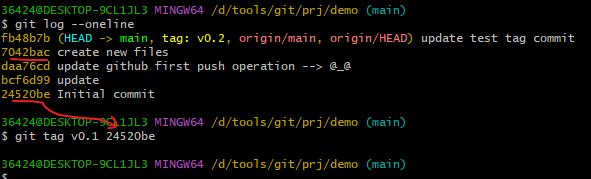 36424@DESKTOP-9CL1JL3 MINGW64 /d/tools/git/prj/demo (main)
$ git log --oneline
fb48b7b (HEAD -> main, tag: v0.2, origin/main, origin/HEAD) update test tag commit
7042bac create new files
daa76cd update github first push operation --> @_@
bcf6d99 update
24520be Initial commit
36424@DESKTOP-9CL1JL3 MINGW64 /d/tools/git/prj/demo (main)
$ git tag v0.1 24520be
36424@DESKTOP-9CL1JL3 MINGW64 /d/tools/git/prj/demo (main)
$